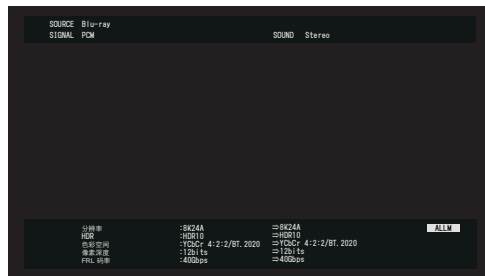 SOURCE Blu-ray
SIGNAL PCM SOUND Stereo
分辨率 :8K24A ⇒8K24A ALLM
HDR :HDR10 ⇒HDR10
色彩空间 :YCbCr 4:2:2/BT.2020 ⇒YCbCr 4:2:2/BT.2020
像素深度 :12bits ⇒12bits
FRL 码率 :40Gbps ⇒40Gbps